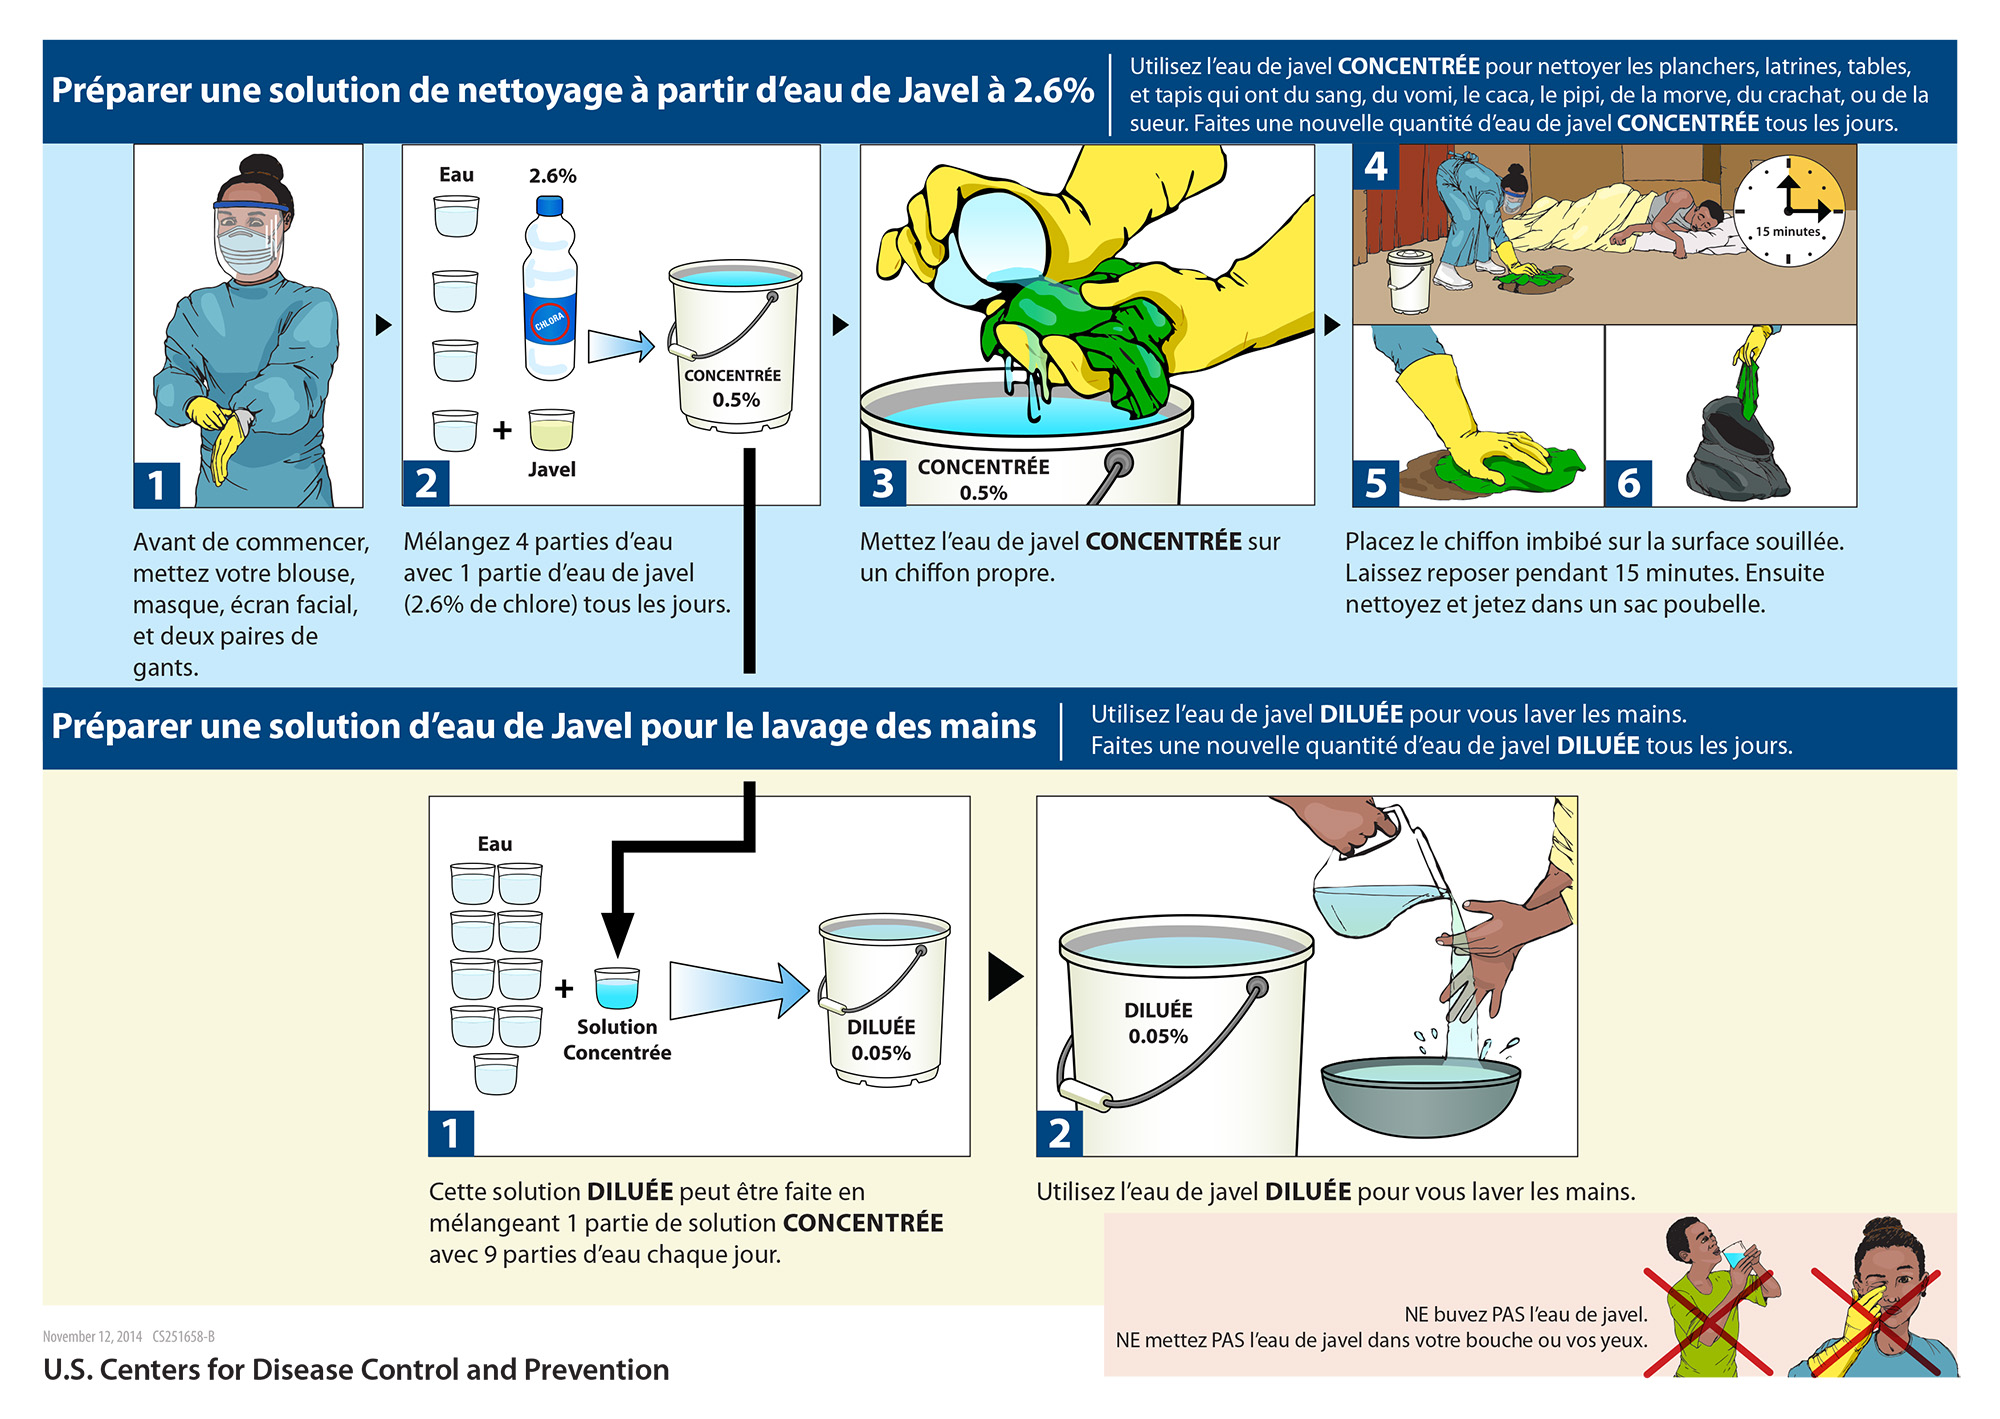 Préparer une solution de nettoyage à partir d'eau de Javel à 2.6%
Utilisez l'eau de javel CONCENTRÉE pour nettoyer les planchers, latrines, tables,
et tapis qui ont du sang, du vomi, le caca, le pipi, de la morve, du crachat, ou de la
sueur. Faites une nouvelle quantité d'eau de javel CONCENTRÉE tous les jours.
1
Avant de commencer,
mettez votre blouse,
masque, écran facial,
et deux paires de
gants.
Eau
2.6%
CHLORA
CONCENTRÉE
0.5%
+
Javel
2
Mélangez 4 parties d'eau
avec 1 partie d'eau de javel
(2.6% de chlore) tous les jours.
3
CONCENTRÉE
0.5%
Mettez l'eau de javel CONCENTRÉE sur
un chiffon propre.
4
15 minutes
5
6
Placez le chiffon imbibé sur la surface souillée.
Laissez reposer pendant 15 minutes. Ensuite
nettoyez et jetez dans un sac poubelle.
Préparer une solution d'eau de Javel pour le lavage des mains
Utilisez l'eau de javel DILUÉE pour vous laver les mains.
Faites une nouvelle quantité d'eau de javel DILUÉE tous les jours.
Eau
+
Solution
Concentrée
DILUÉE
0.05%
1
Cette solution DILUÉE peut être faite en
mélangeant 1 partie de solution CONCENTRÉE
avec 9 parties d'eau chaque jour.
DILUÉE
0.05%
2
Utilisez l'eau de javel DILUÉE pour vous laver les mains.
NE buvez PAS l'eau de javel.
NE mettez PAS l'eau de javel dans votre bouche ou vos yeux.
November 12, 2014 CS251658-B
U.S. Centers for Disease Control and Prevention